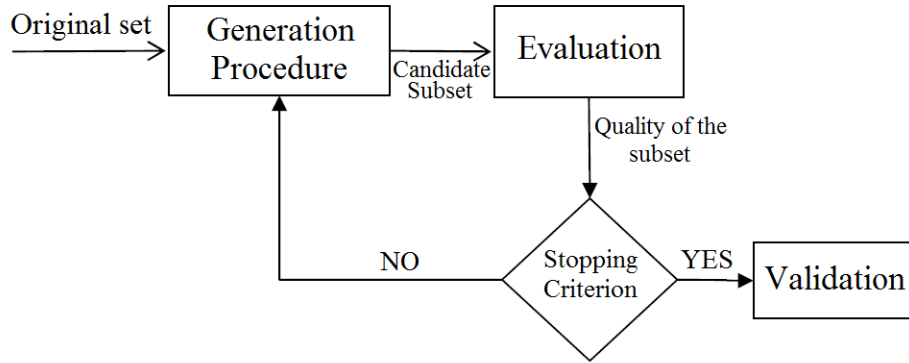 Original set
Generation
Procedure
Candidate
Subset
Evaluation
Quality of the
subset
Stopping
Criterion
NO
YES
Validation